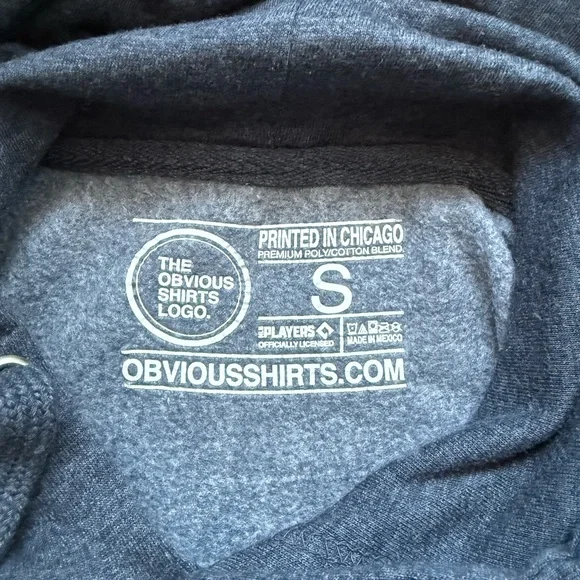 THE
OBVIOUS
SHIRTS
LOGO.
PRINTED IN CHICAGO
PREMIUM POLY/COTTON BLEND
S
PLAYERS
OFFICIALLY LICENSED
MADE IN MEXICO
OBVIOUSSHIRTS.COM